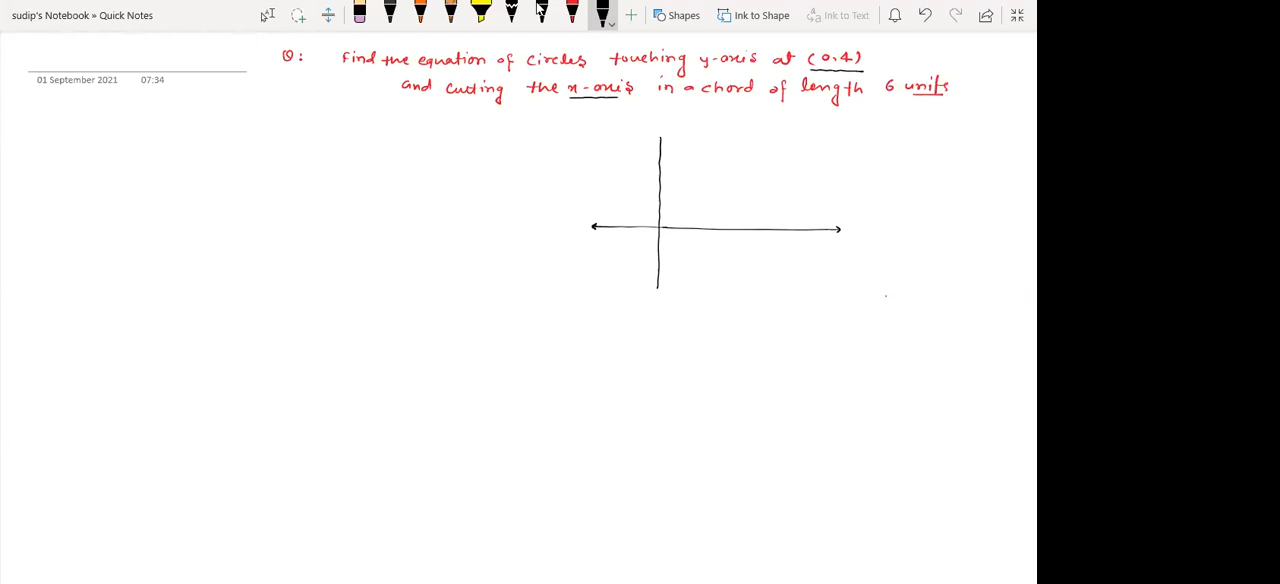 sudip's Notebook » Quick Notes
Shapes
Ink to Shape
Ink to Text
Q: Find the equation of circles touching y-axis at (0,4)
and cutting the x-axis in a chord of length 6 units
01 September 2021 07:34